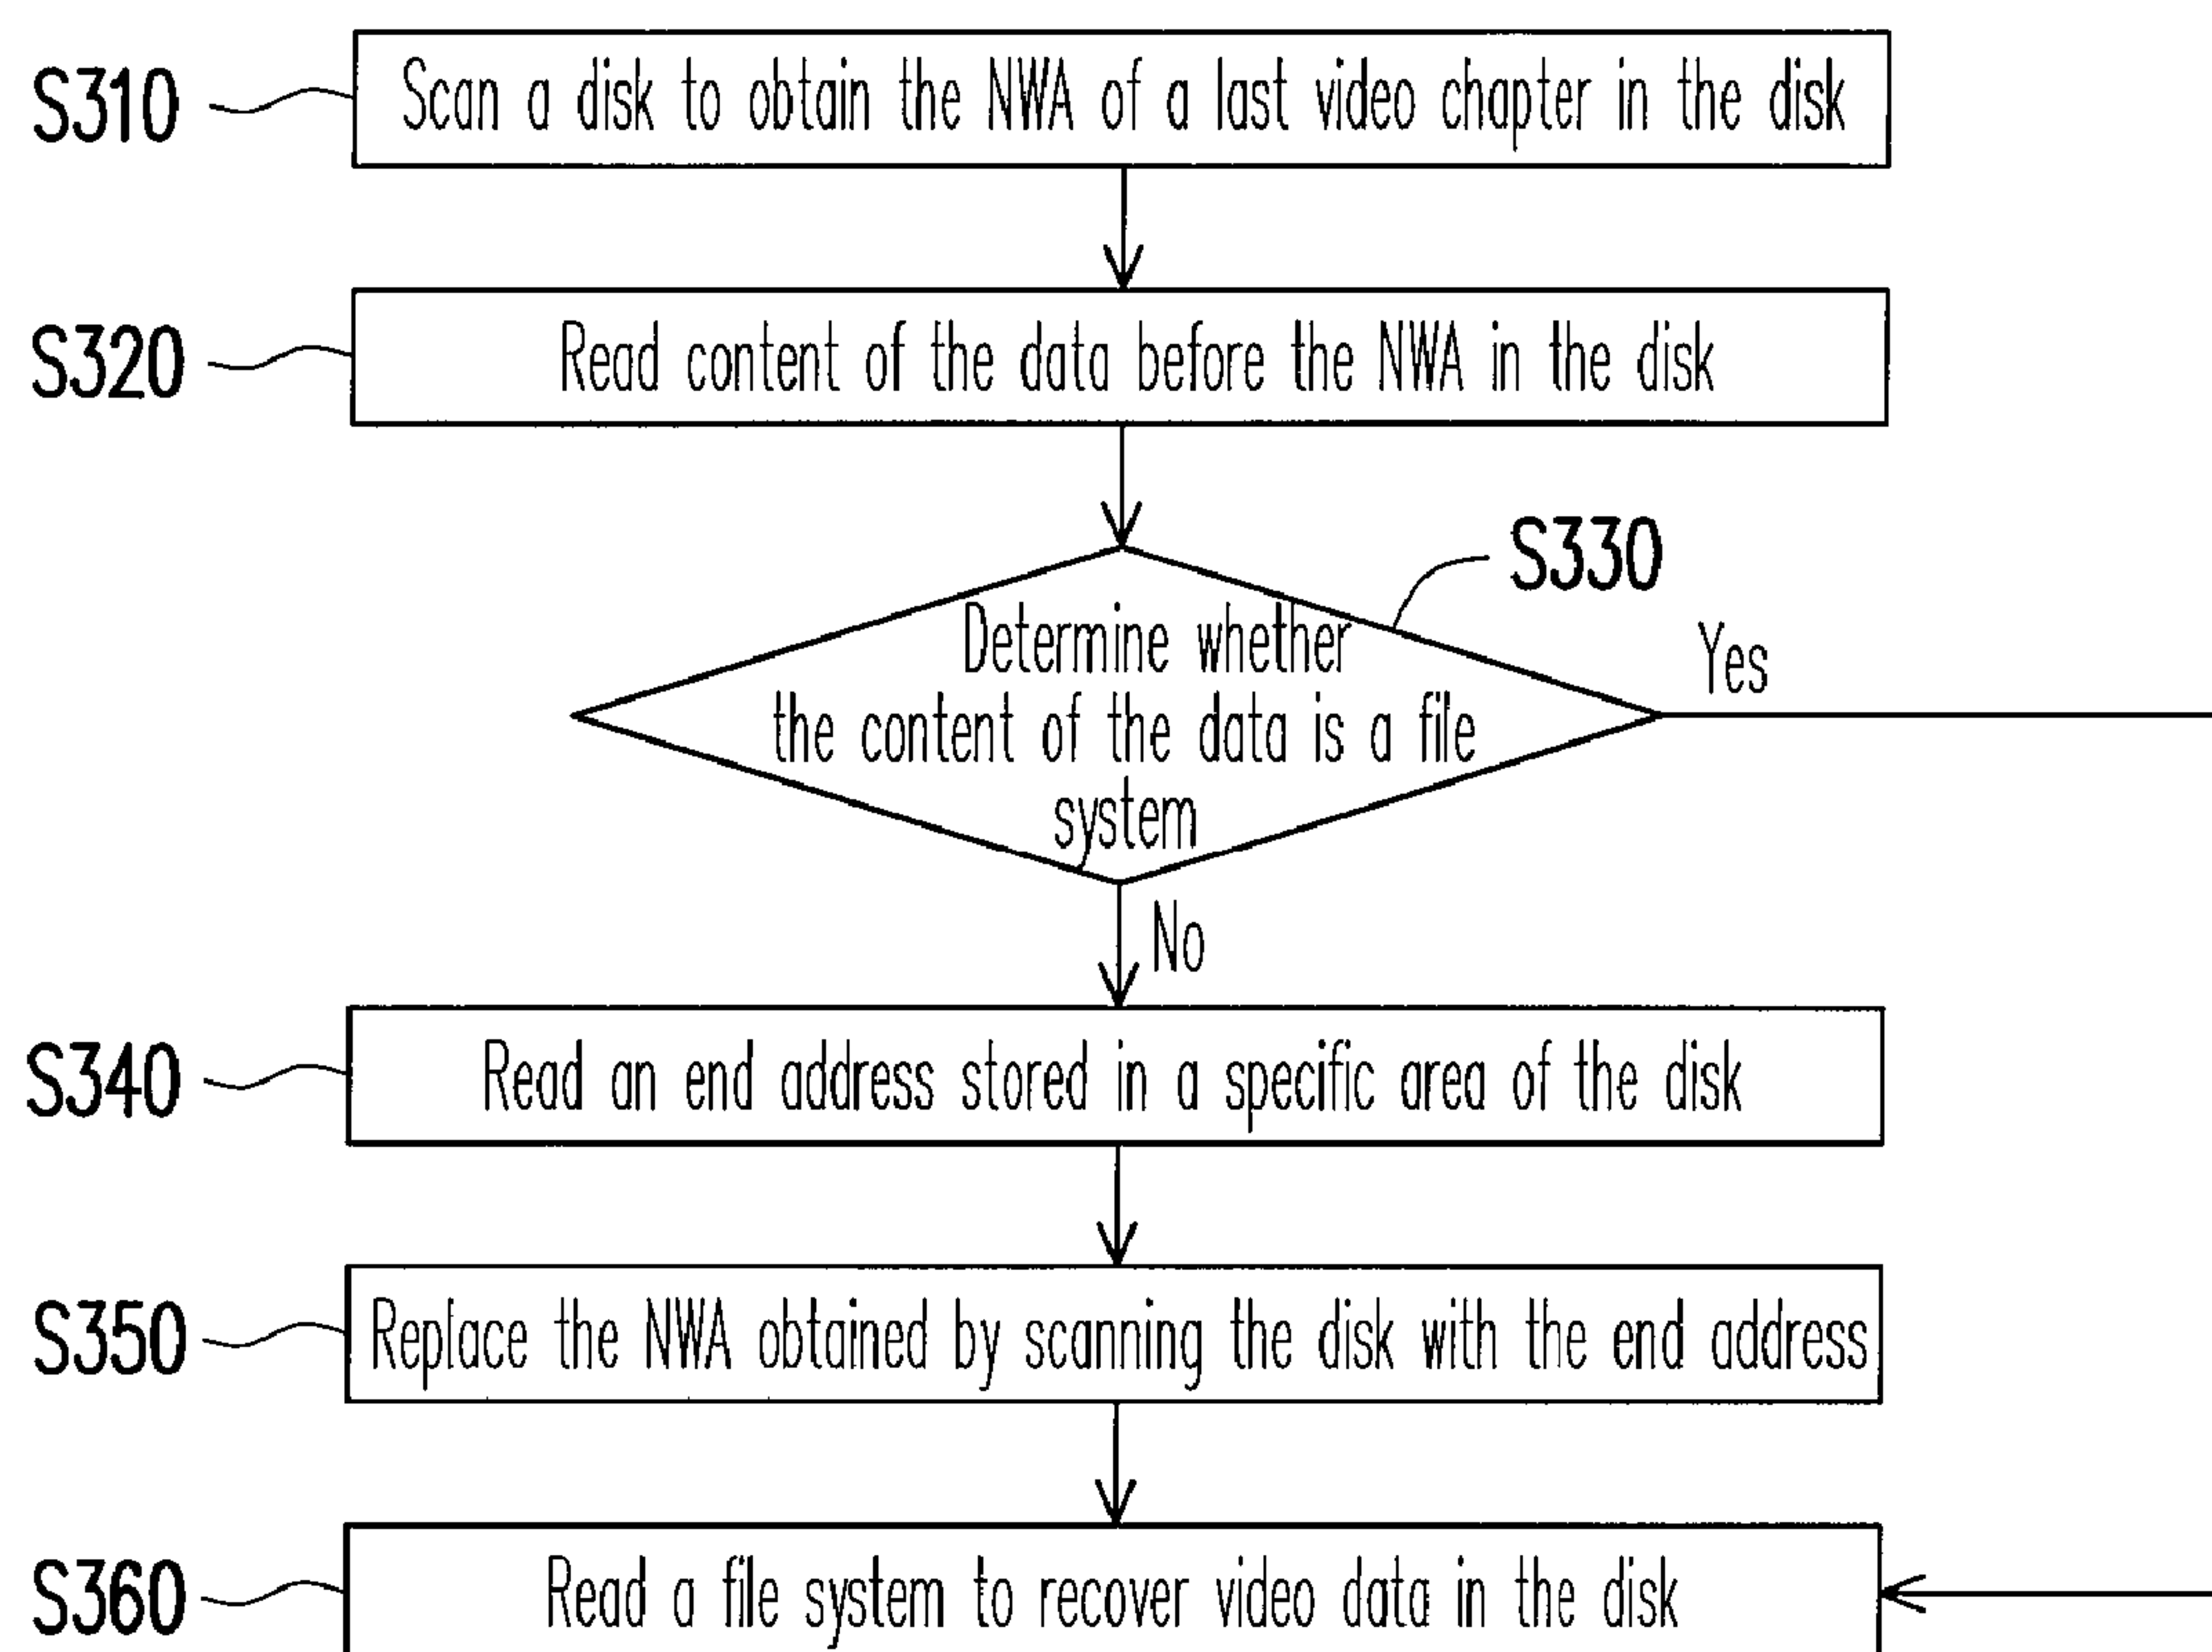 S310
Scan a disk to obtain the NWA of a last video chapter in the disk
S320
Read content of the data before the NWA in the disk
S330
Determine whether
the content of the data is a file
system
Yes
No
S340
Read an end address stored in a specific area of the disk
S350
Replace the NWA obtained by scanning the disk with the end address
S360
Read a file system to recover video data in the disk